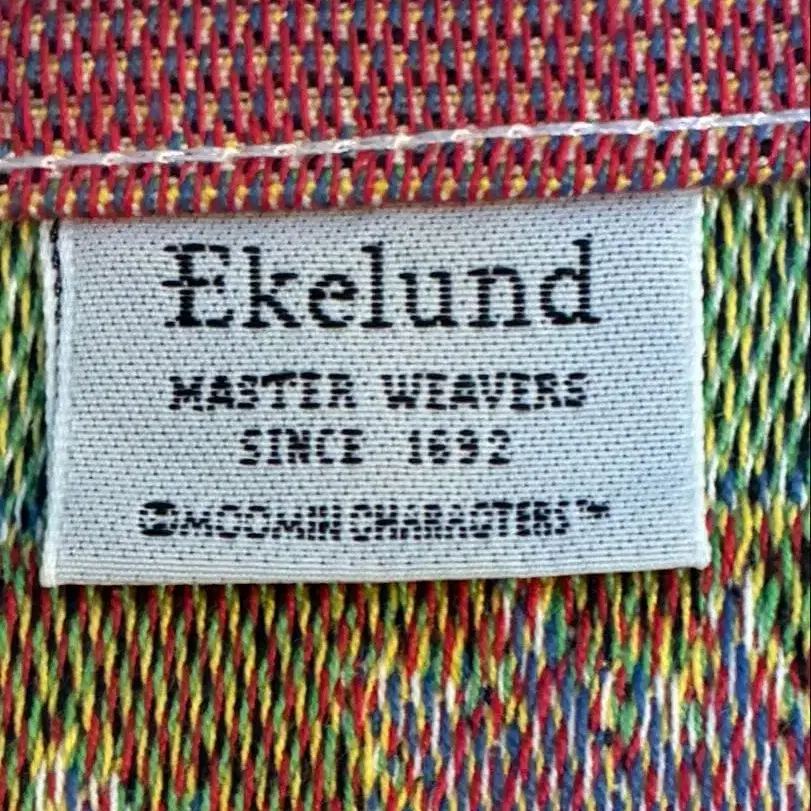 Ekelund
MASTER WEAVERS
SINCE 1692
©MOOMIN CHARACTERS™